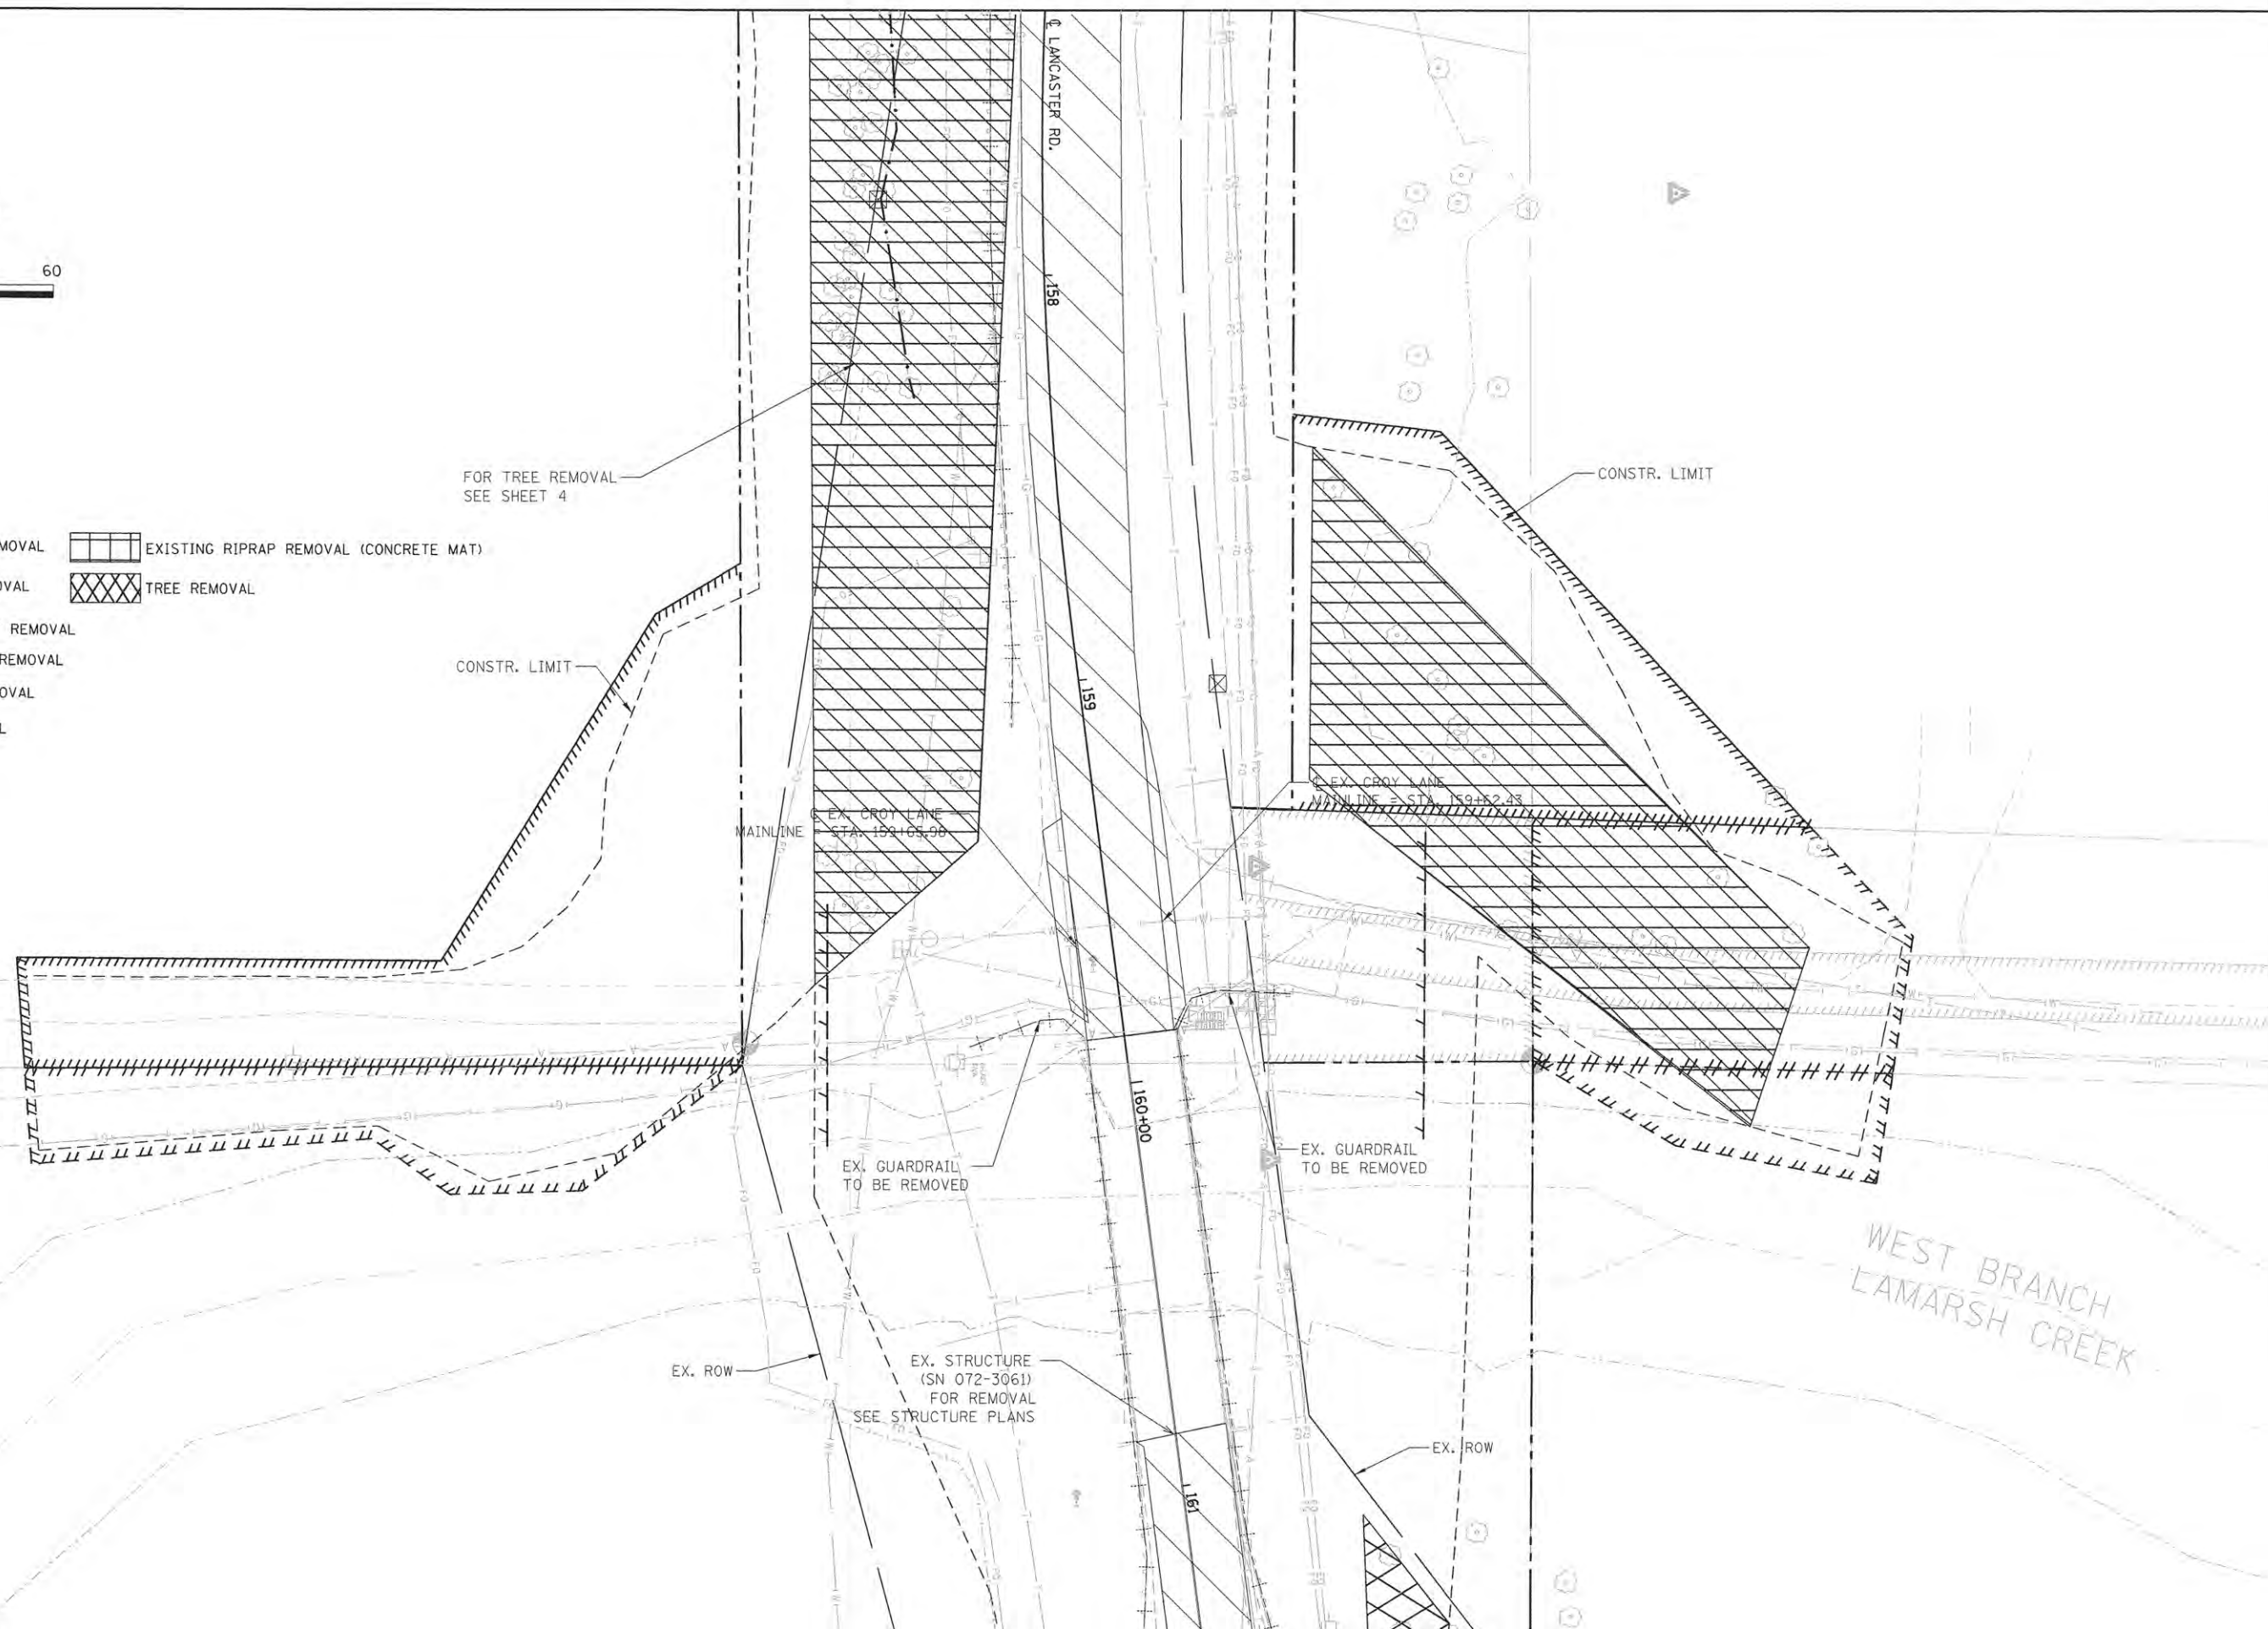 ℄ LANCASTER RD.
60
158
FOR TREE REMOVAL
SEE SHEET 4
CONSTR. LIMIT
MOVAL
EXISTING RIPRAP REMOVAL (CONCRETE MAT)
OVAL
TREE REMOVAL
REMOVAL
REMOVAL
OVAL
L
CONSTR. LIMIT
159
℄ EX. CROY LANE
MAINLINE = STA. 159+62.43
℄ EX. CROY LANE
MAINLINE = STA. 159+65.90
160+00
EX. GUARDRAIL
TO BE REMOVED
EX. GUARDRAIL
TO BE REMOVED
WEST BRANCH
LAMARSH CREEK
EX. ROW
EX. STRUCTURE
(SN 072-3061)
FOR REMOVAL
SEE STRUCTURE PLANS
EX. ROW
161